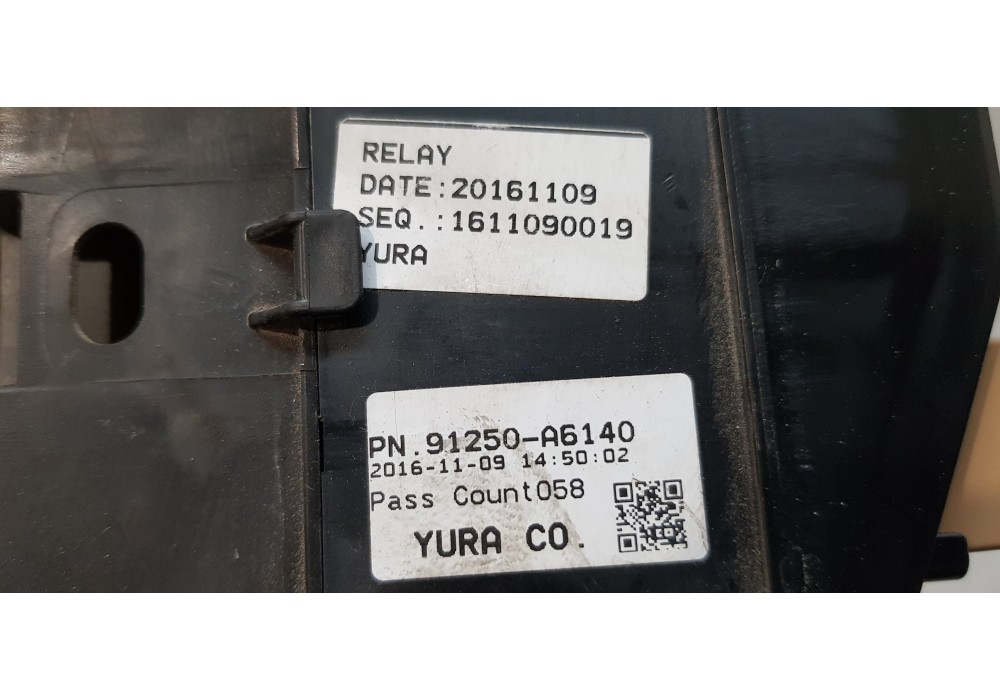 RELAY
DATE:20161109
SEQ.:1611090019
YURA
PN.91250-A6140
2016-11-09 14:50:02
Pass Count058
YURA CO.